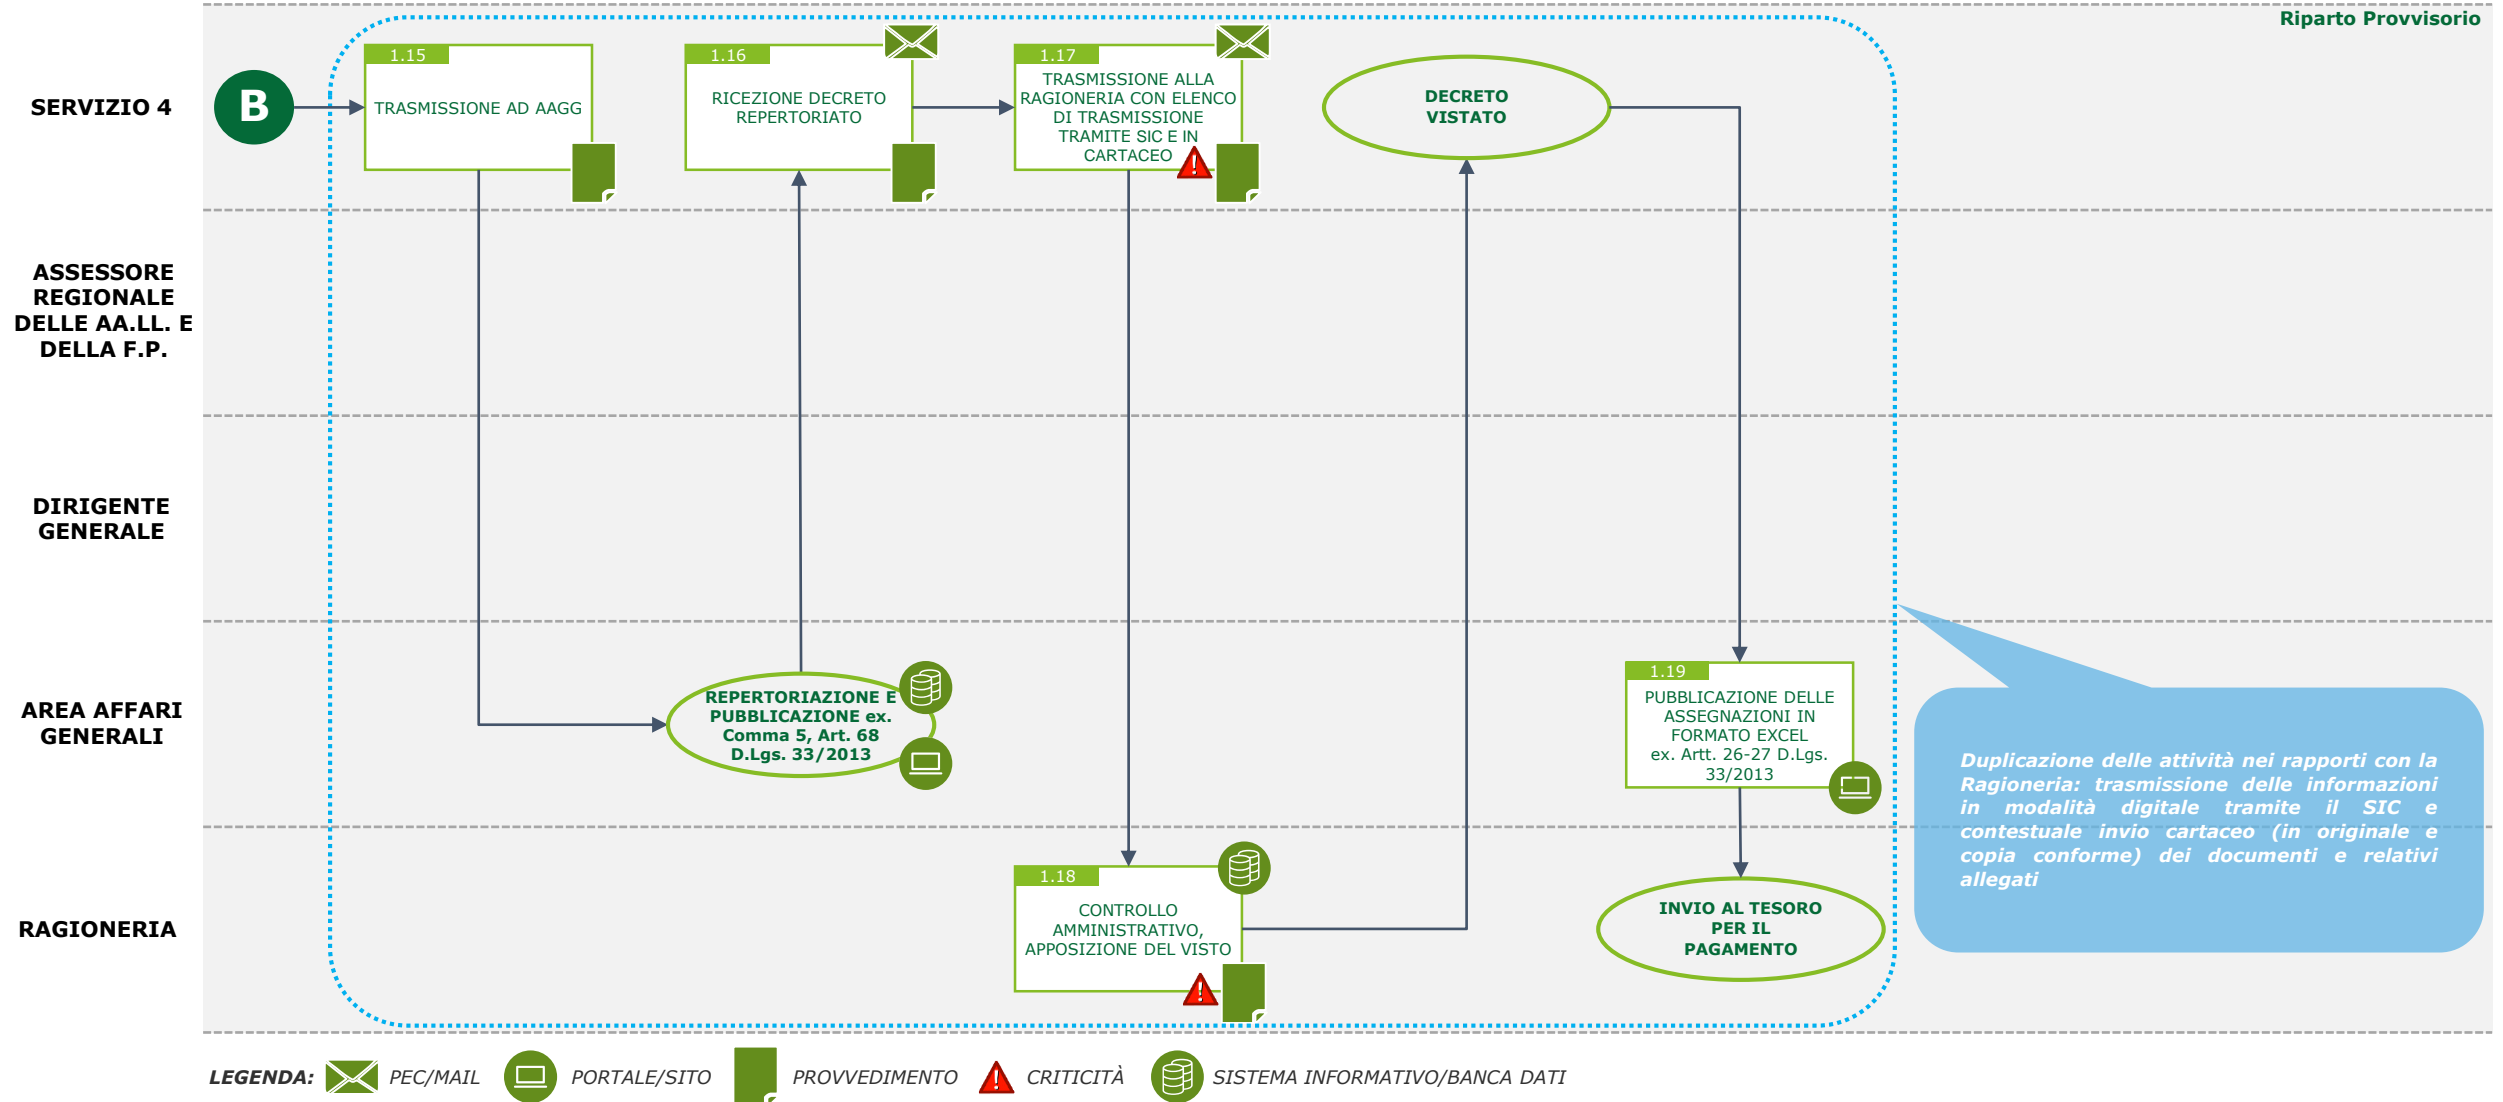 Riparto Provvisorio
SERVIZIO 4
B
1.15
TRASMISSIONE AD AAGG
1.16
RICEZIONE DECRETO
REPERTORIATO
1.17
TRASMISSIONE ALLA
RAGIONERIA CON ELENCO
DI TRASMISSIONE
TRAMITE SIC E IN
CARTACEO
DECRETO
VISTATO
ASSESSORE
REGIONALE
DELLE AA.LL. E
DELLA F.P.
DIRIGENTE
GENERALE
AREA AFFARI
GENERALI
REPERTORIAZIONE E
PUBBLICAZIONE ex.
Comma 5, Art. 68
D.Lgs. 33/2013
1.19
PUBBLICAZIONE DELLE
ASSEGNAZIONI IN
FORMATO EXCEL
ex. Artt. 26-27 D.Lgs.
33/2013
Duplicazione delle attività nei rapporti con la
Ragioneria: trasmissione delle informazioni
in modalità digitale tramite il SIC e
contestuale invio cartaceo (in originale e
copia conforme) dei documenti e relativi
allegati
RAGIONERIA
1.18
CONTROLLO
AMMINISTRATIVO,
APPOSIZIONE DEL VISTO
INVIO AL TESORO
PER IL
PAGAMENTO
LEGENDA: PEC/MAIL PORTALE/SITO PROVVEDIMENTO CRITICITÀ SISTEMA INFORMATIVO/BANCA DATI